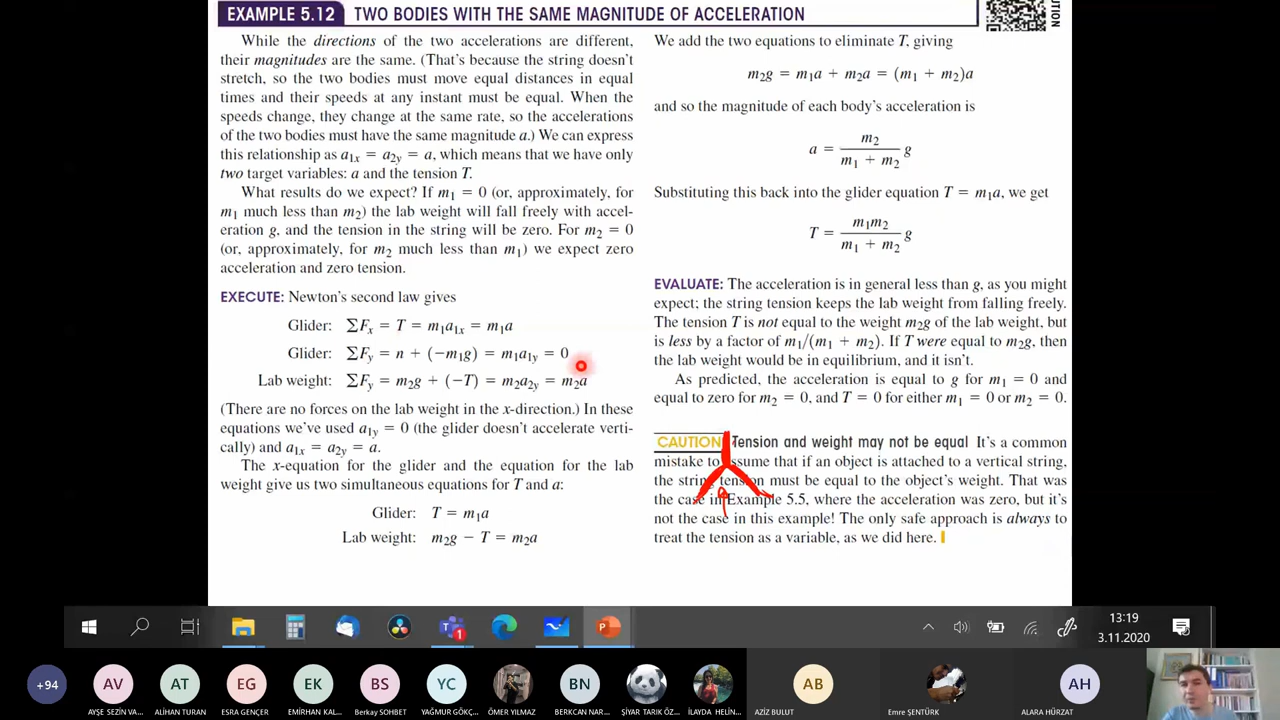 EXAMPLE 5.12 TWO BODIES WITH THE SAME MAGNITUDE OF ACCELERATION
While the directions of the two accelerations are different,
their magnitudes are the same. (That's because the string doesn't
stretch, so the two bodies must move equal distances in equal
times and their speeds at any instant must be equal. When the
speeds change, they change at the same rate, so the accelerations
of the two bodies must have the same magnitude a.) We can express
this relationship as a₁ₓ = a₂y = a, which means that we have only
two target variables: a and the tension T.
What results do we expect? If m₁ = 0 (or, approximately, for
m₁ much less than m₂) the lab weight will fall freely with accel-
eration g, and the tension in the string will be zero. For m₂ = 0
(or, approximately, for m₂ much less than m₁) we expect zero
acceleration and zero tension.
EXECUTE: Newton's second law gives
Glider: ∑Fₓ = T = m₁a₁ₓ = m₁a
Glider: ∑Fy = n + (−m₁g) = m₁a₁y = 0
Lab weight: ∑Fy = m₂g + (−T) = m₂a₂y = m₂a
(There are no forces on the lab weight in the x-direction.) In these
equations we've used a₁y = 0 (the glider doesn't accelerate verti-
cally) and a₁ₓ = a₂y = a.
The x-equation for the glider and the equation for the lab
weight give us two simultaneous equations for T and a:
Glider: T = m₁a
Lab weight: m₂g − T = m₂a
We add the two equations to eliminate T, giving
m₂g = m₁a + m₂a = (m₁ + m₂)a
and so the magnitude of each body's acceleration is
a = m₂ / (m₁ + m₂) g
Substituting this back into the glider equation T = m₁a, we get
T = m₁m₂ / (m₁ + m₂) g
EVALUATE: The acceleration is in general less than g, as you might
expect; the string tension keeps the lab weight from falling freely.
The tension T is not equal to the weight m₂g of the lab weight, but
is less by a factor of m₁/(m₁ + m₂). If T were equal to m₂g, then
the lab weight would be in equilibrium, and it isn't.
As predicted, the acceleration is equal to g for m₁ = 0 and
equal to zero for m₂ = 0, and T = 0 for either m₁ = 0 or m₂ = 0.
CAUTION Tension and weight may not be equal It's a common
mistake to assume that if an object is attached to a vertical string,
the string tension must be equal to the object's weight. That was
the case in Example 5.5, where the acceleration was zero, but it's
not the case in this example! The only safe approach is always to
treat the tension as a variable, as we did here.
13:19
3.11.2020
+94
AV
AT
EG
EK
BS
YC
BN
AB
AH
AYŞE SEZİN VA...
ALİHAN TURAN
ESRA GENÇER
EMİRHAN KAL...
Berkay SOHBET
YAĞMUR GÖKÇ...
ÖMER YILMAZ
BERKCAN NAR...
ŞİYAR TARIK ÖZ...
İLAYDA HELİN...
AZİZ BULUT
Emre ŞENTÜRK
ALARA HÜRZAT